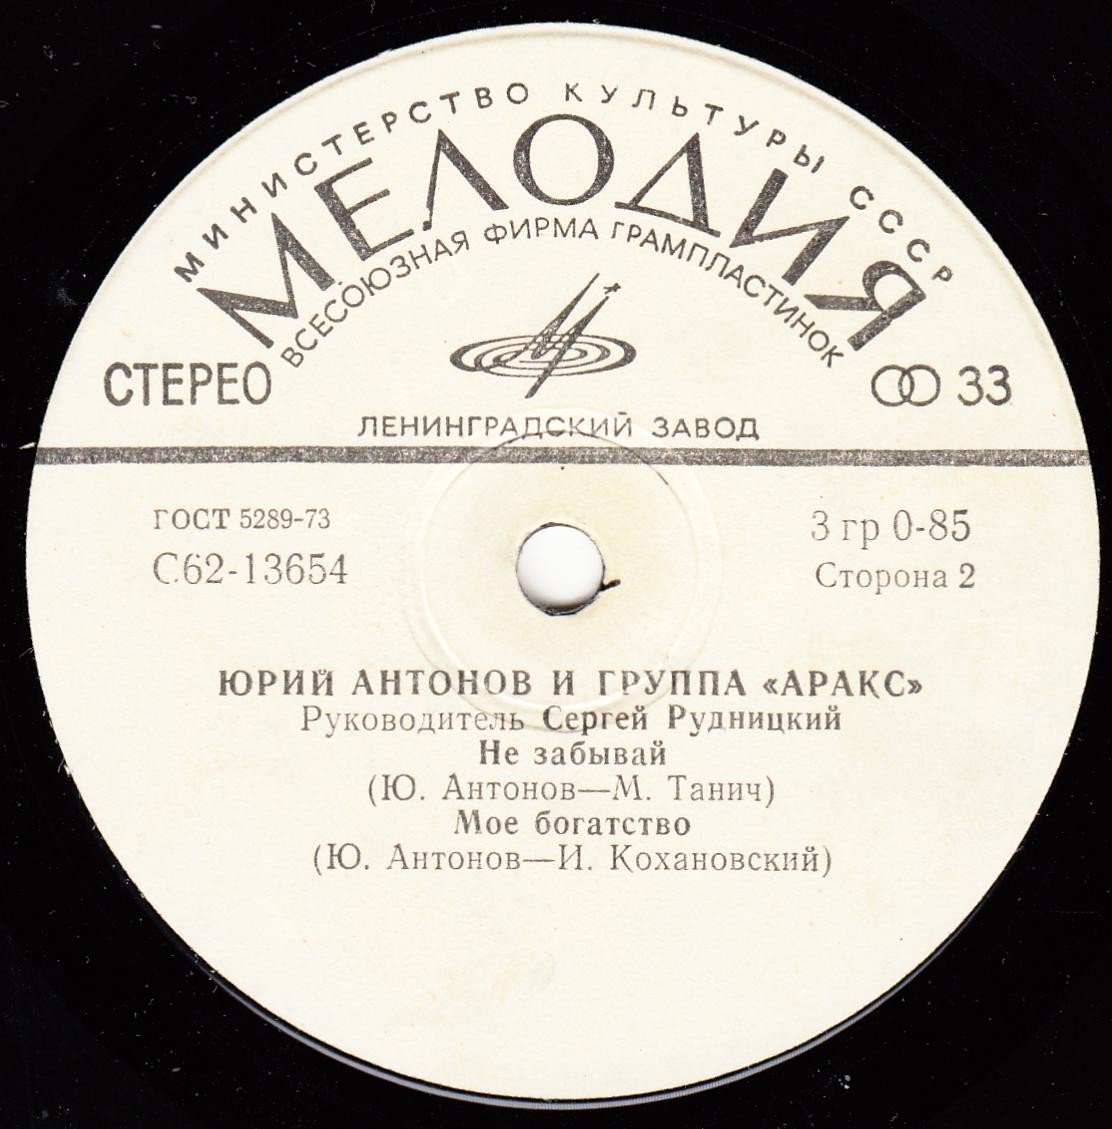 МИНИСТЕРСТВО КУЛЬТУРЫ СССР
МЕЛОДИЯ
ВСЕСОЮЗНАЯ ФИРМА ГРАМПЛАСТИНОК
СТЕРЕО
33
ЛЕНИНГРАДСКИЙ ЗАВОД
ГОСТ 5289-73
3 гр 0-85
С62-13654
Сторона 2
ЮРИЙ АНТОНОВ И ГРУППА «АРАКС»
Руководитель Сергей Рудницкий
Не забывай
(Ю. Антонов—М. Танич)
Мое богатство
(Ю. Антонов—И. Кохановский)